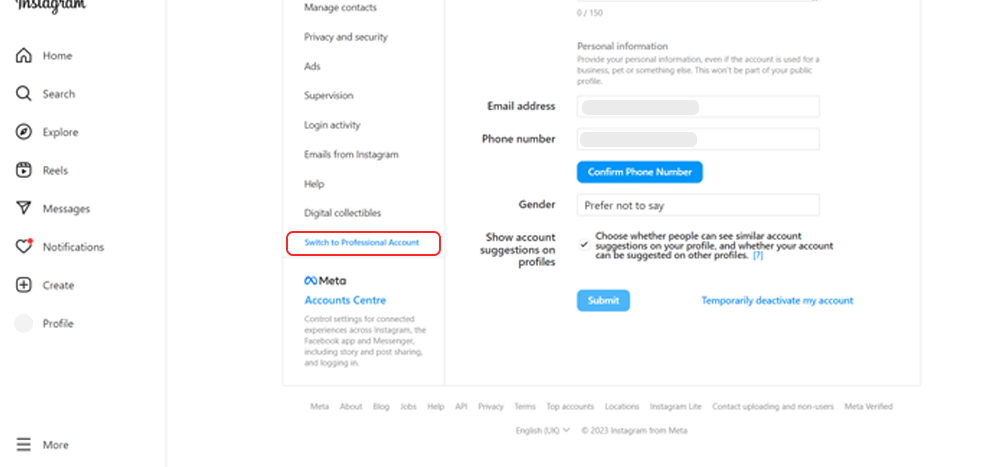 Instagram
Home
Search
Explore
Reels
Messages
Notifications
Create
Profile
More
Manage contacts
Privacy and security
Ads
Supervision
Login activity
Emails from Instagram
Help
Digital collectibles
Switch to Professional Account
Meta
Accounts Centre
Control settings for connected
experiences across Instagram, the
Facebook app and Messenger,
including story and post sharing,
and logging in.
0 / 150
Personal information
Provide your personal information, even if the account is used for a
business, pet or something else. This won't be part of your public
profile.
Email address
Phone number
Confirm Phone Number
Gender
Prefer not to say
Show account
suggestions on
profiles
Choose whether people can see similar account
suggestions on your profile, and whether your account
can be suggested on other profiles. [?]
Submit
Temporarily deactivate my account
Meta About Blog Jobs Help API Privacy Terms Top accounts Locations Instagram Lite Contact uploading and non-users Meta Verified
English (UK) © 2023 Instagram from Meta